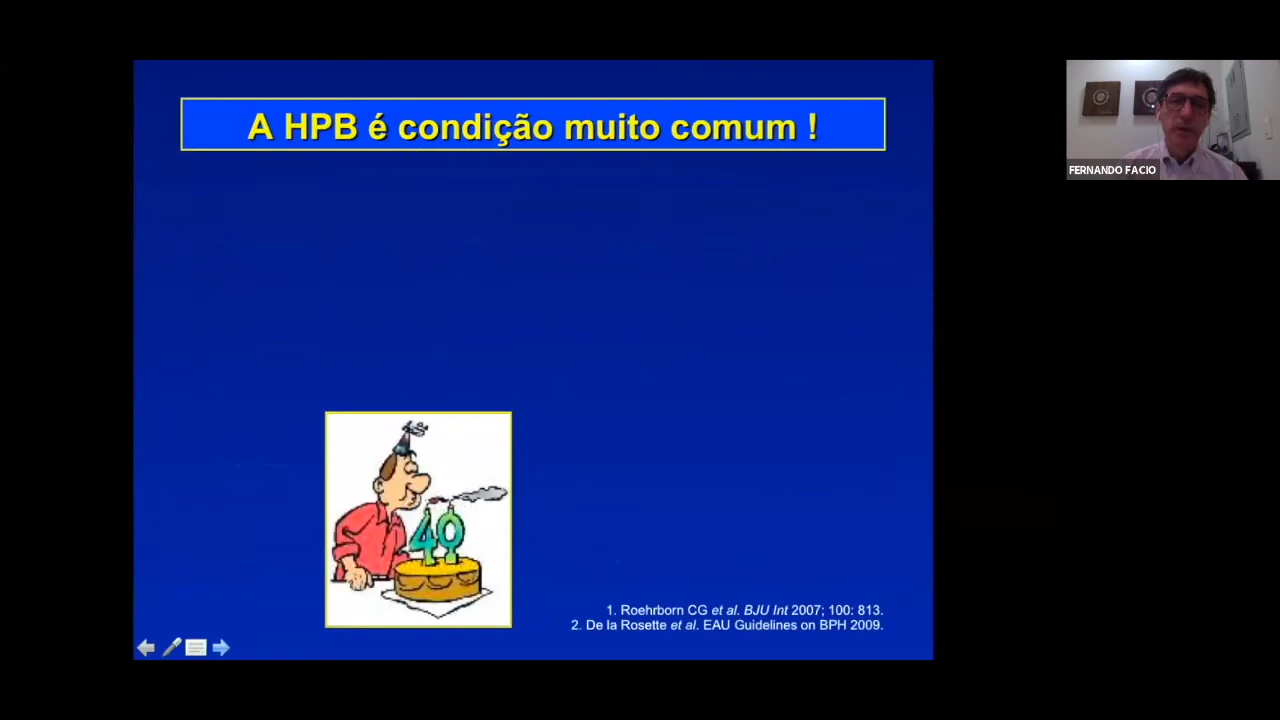 A HPB é condição muito comum !
FERNANDO FACIO
40
1. Roehrborn CG et al. BJU Int 2007; 100: 813.
2. De la Rosette et al. EAU Guidelines on BPH 2009.